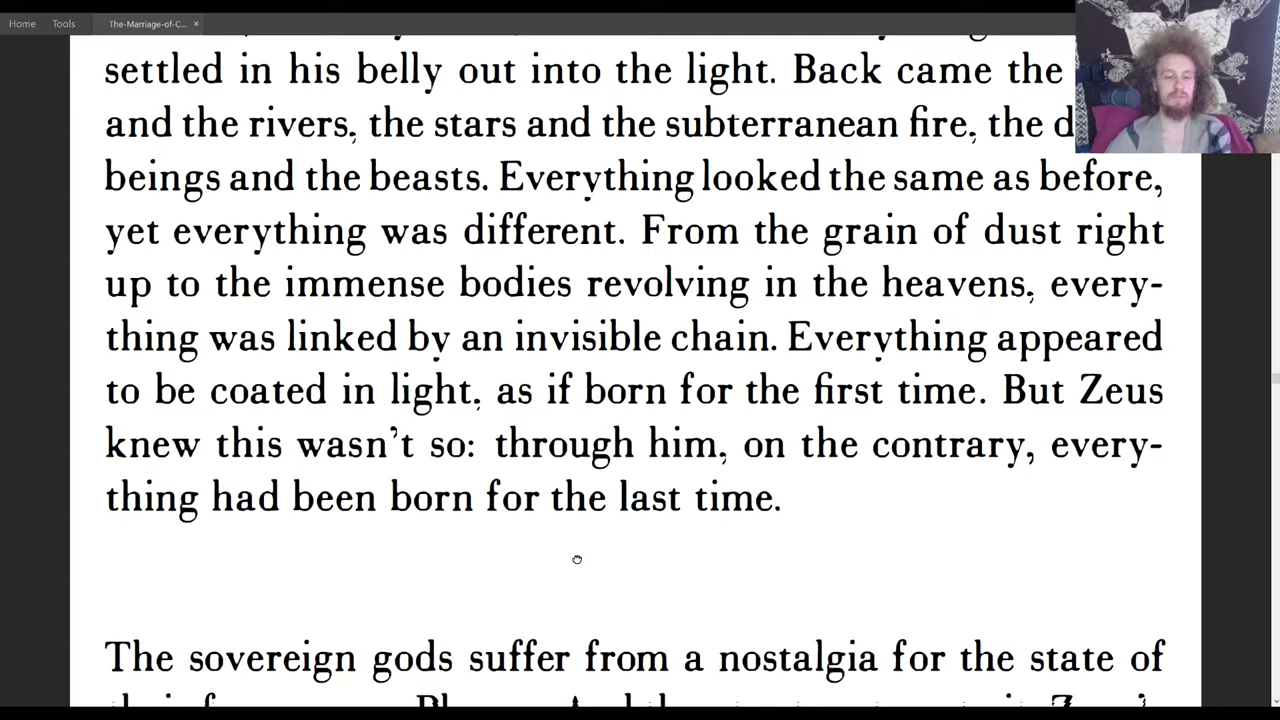 Home Tools The-Marriage-of-C... ×
settled in his belly out into the light. Back came the
and the rivers, the stars and the subterranean fire, the
beings and the beasts. Everything looked the same as before,
yet everything was different. From the grain of dust right
up to the immense bodies revolving in the heavens, every-
thing was linked by an invisible chain. Everything appeared
to be coated in light, as if born for the first time. But Zeus
knew this wasn't so: through him, on the contrary, every-
thing had been born for the last time.
The sovereign gods suffer from a nostalgia for the state of